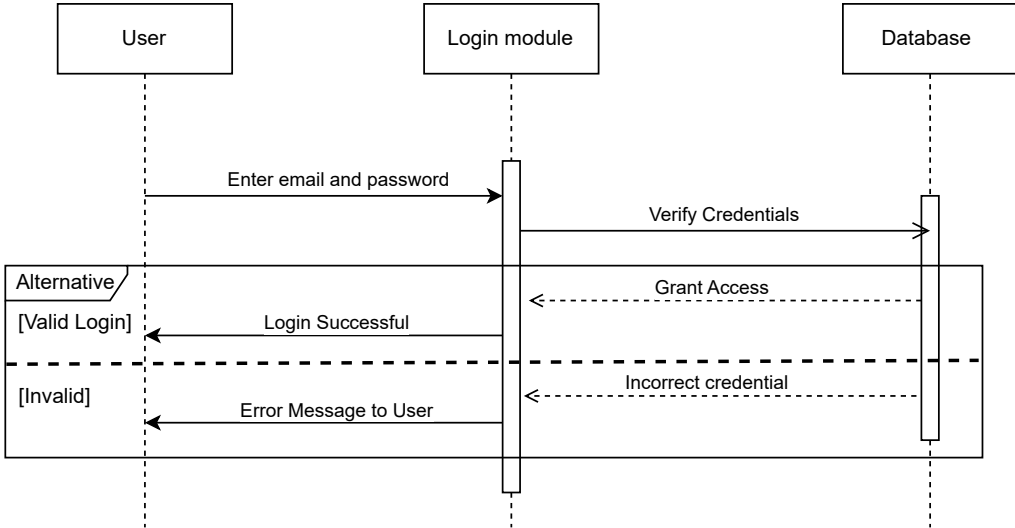 User
Login module
Database
Enter email and password
Verify Credentials
Alternative
Grant Access
[Valid Login]
Login Successful
Incorrect credential
[Invalid]
Error Message to User